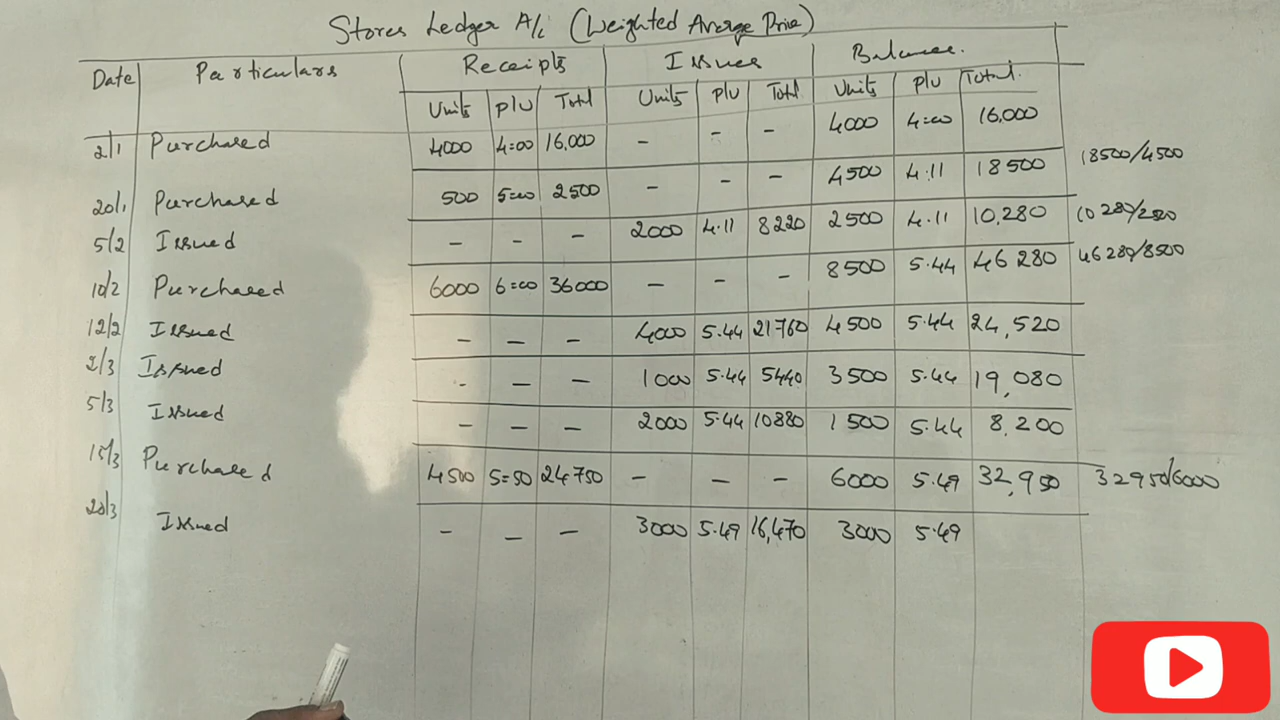 Stores Ledger A/c (Weighted Average Price)
Date Particulars Receipts Issues Balance.
Units P/U Total Units P/U Total Units P/U Total.
2/1 Purchased 4000 4=00 16,000 - - - 4000 4=00 16,000
20/1 Purchased 500 5=00 2500 - - - 4500 4.11 18500 18500/4500
5/2 Issued - - - 2000 4.11 8220 2500 4.11 10,280 10280/2500
10/2 Purchased 6000 6=00 36000 - - - 8500 5.44 46280 46280/8500
12/2 Issued - - - 4000 5.44 21760 4500 5.44 24,520
2/3 Issued - - - 1000 5.44 5440 3500 5.44 19,080
5/3 Issued - - - 2000 5.44 10880 1500 5.44 8,200
15/3 Purchased 4500 5=50 24750 - - - 6000 5.49 32,950 32950/6000
20/3 Issued - - - 3000 5.49 16,470 3000 5.49